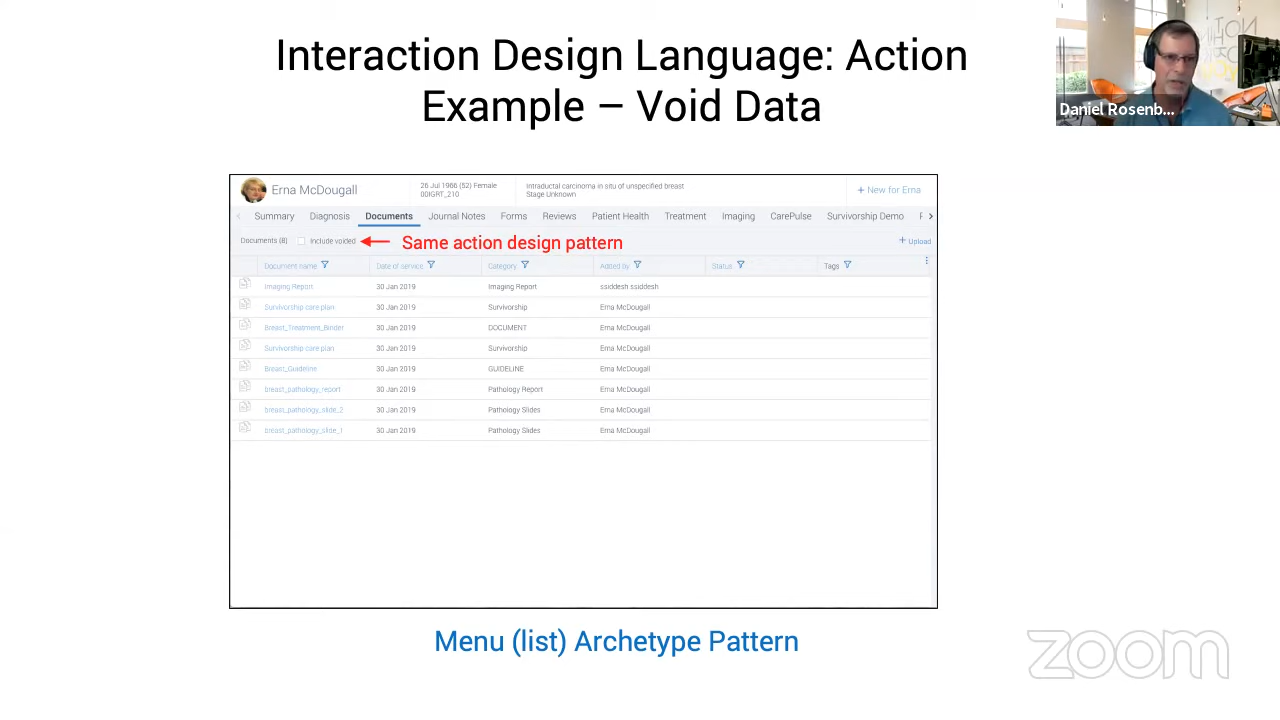 Interaction Design Language: Action
Example – Void Data
Daniel Rosenb...
Erna McDougall
26 Jul 1966 (52) Female
00IGRT_210
Intraductal carcinoma in situ of unspecified breast
Stage Unknown
+ New for Erna
Summary Diagnosis Documents Journal Notes Forms Reviews Patient Health Treatment Imaging CarePulse Survivorship Demo
Documents (8) Include voided Same action design pattern + Upload
Document name Date of service Category Added by Status Tags
Imaging Report 30 Jan 2019 Imaging Report ssiddesh ssiddesh
Survivorship care plan 30 Jan 2019 Survivorship Erna McDougall
Breast_Treatment_Binder 30 Jan 2019 DOCUMENT Erna McDougall
Survivorship care plan 30 Jan 2019 Survivorship Erna McDougall
Breast_Guideline 30 Jan 2019 GUIDELINE Erna McDougall
breast_pathology_report 30 Jan 2019 Pathology Report Erna McDougall
breast_pathology_slide_2 30 Jan 2019 Pathology Slides Erna McDougall
breast_pathology_slide_1 30 Jan 2019 Pathology Slides Erna McDougall
Menu (list) Archetype Pattern
zoom